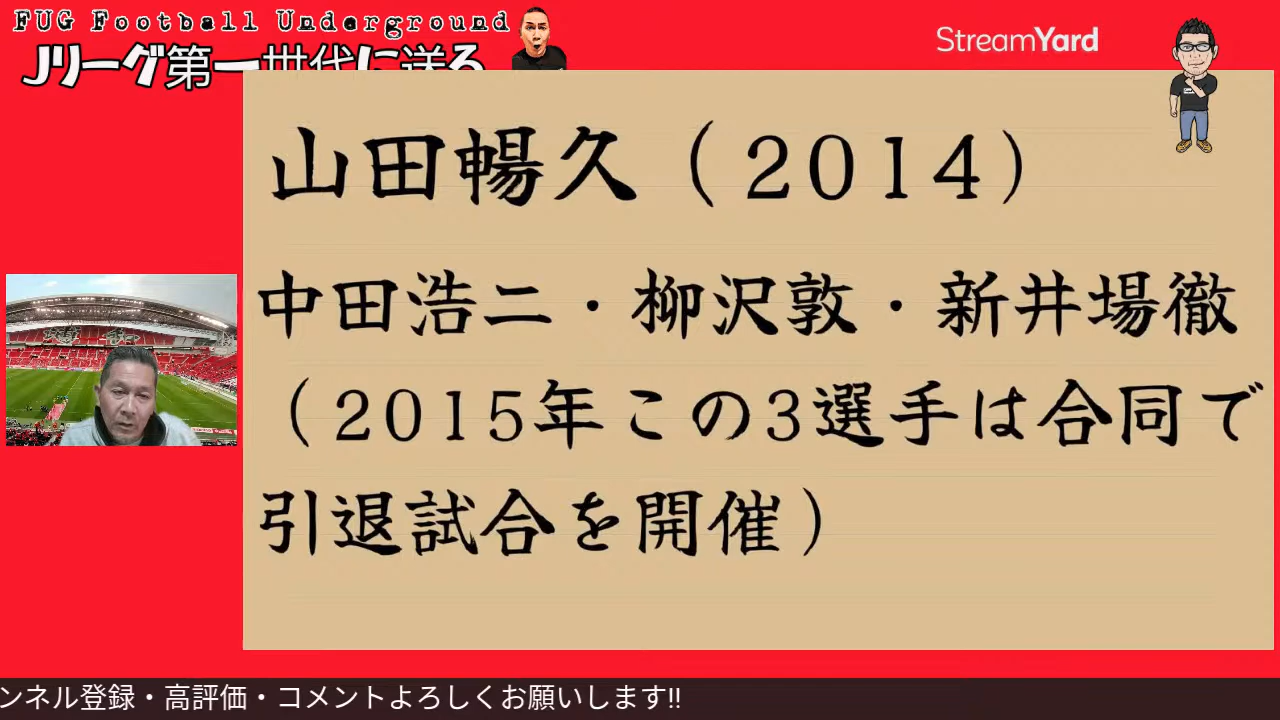 FUG Football Underground
Jリーグ第一世代に送る
StreamYard
山田暢久（2014）
中田浩二・柳沢敦・新井場徹
（2015年この3選手は合同で
引退試合を開催）
ンネル登録・高評価・コメントよろしくお願いします!!